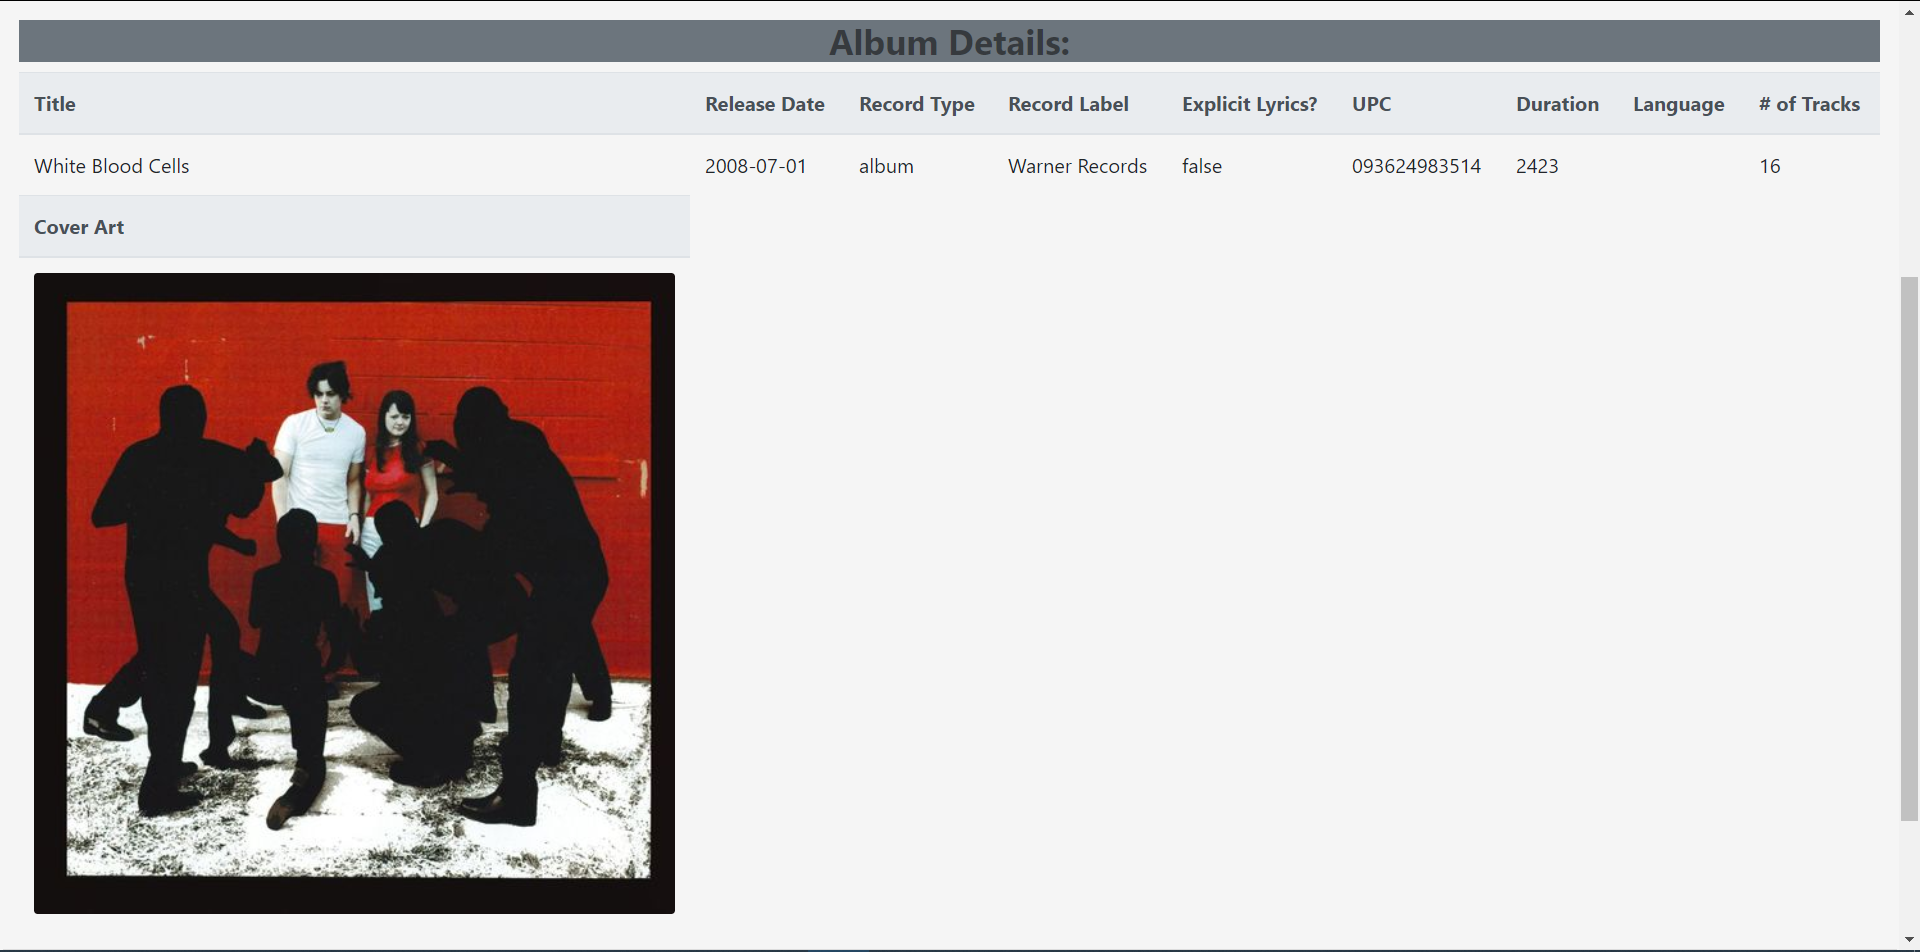 Album Details:
Title Release Date Record Type Record Label Explicit Lyrics? UPC Duration Language # of Tracks
White Blood Cells 2008-07-01 album Warner Records false 093624983514 2423 16
Cover Art